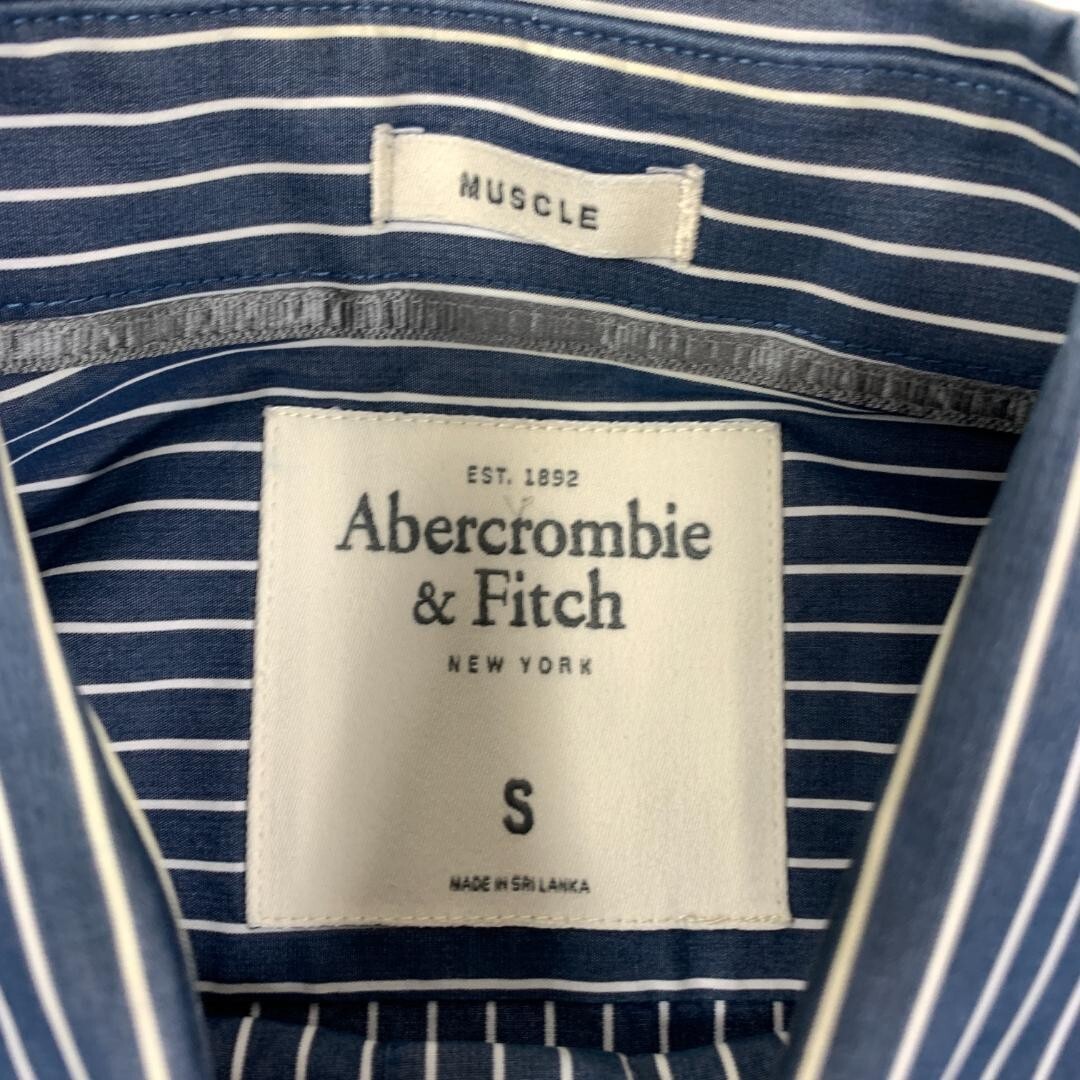 MUSCLE
EST. 1892
Abercrombie
& Fitch
NEW YORK
S
MADE IN SRI LANKA